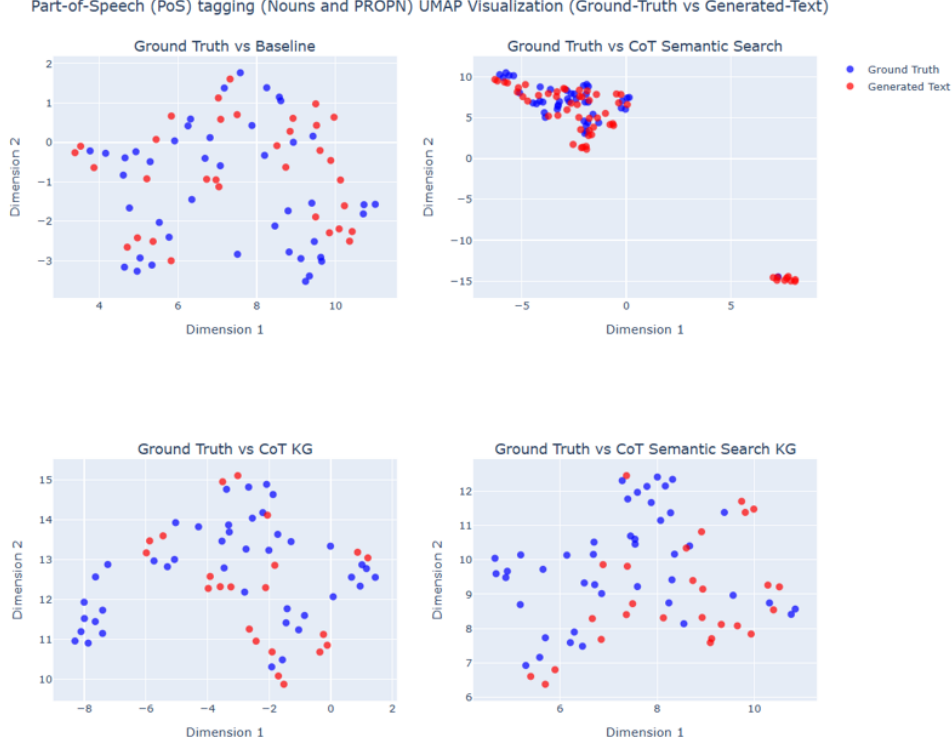 Part-of-Speech (PoS) tagging (Nouns and PROPN) UMAP Visualization (Ground-Truth vs Generated-Text)
Ground Truth vs Baseline
Ground Truth vs CoT Semantic Search
Ground Truth
Generated Text
2
1
0
−1
−2
−3
Dimension 2
4
6
8
10
Dimension 1
10
5
0
−5
−10
−15
Dimension 2
−5
0
5
Dimension 1
Ground Truth vs CoT KG
Ground Truth vs CoT Semantic Search KG
15
14
13
12
11
10
Dimension 2
−8
−6
−4
−2
0
2
Dimension 1
12
11
10
9
8
7
6
Dimension 2
6
8
10
Dimension 1